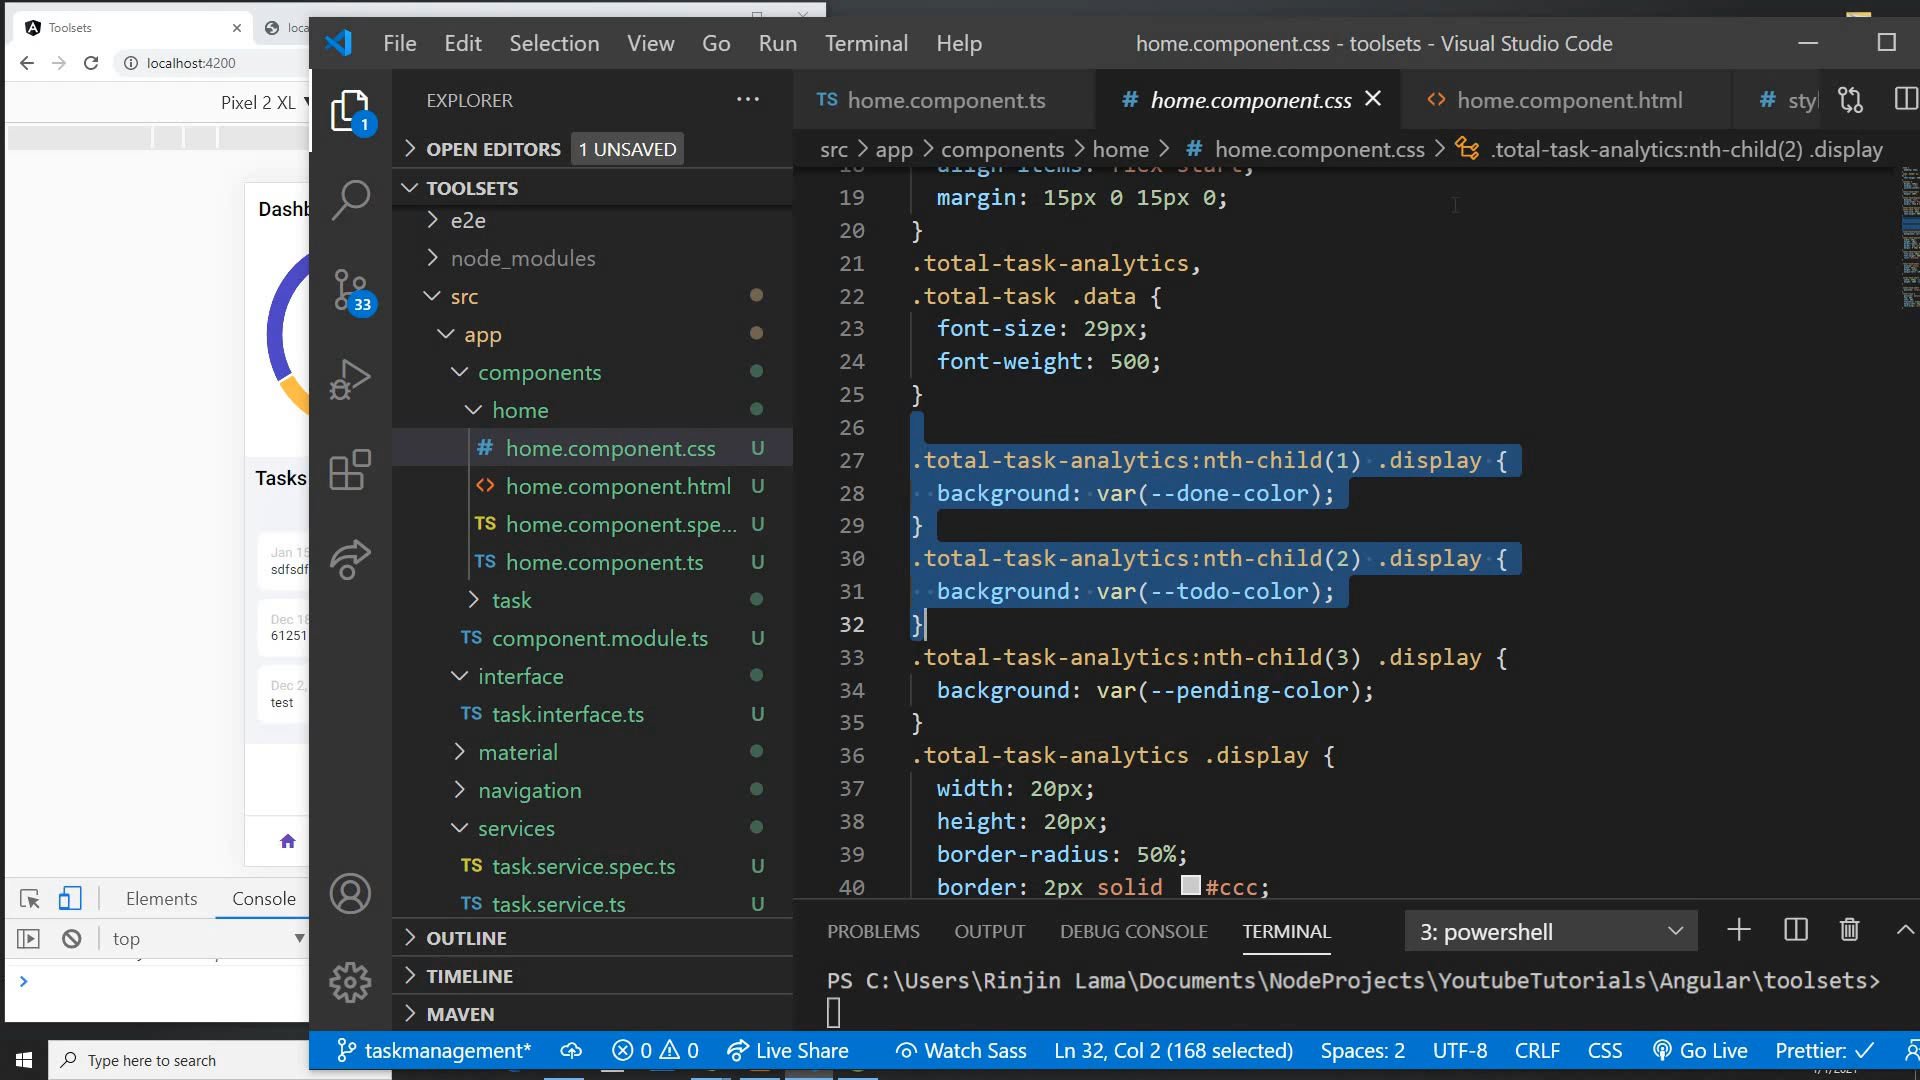 Toolsets
loca
localhost:4200
Pixel 2 XL
Dashb
Tasks
Jan 15
sdfsdf
Dec 18
61251
Dec 2,
test
Elements
Console
top
Type here to search
File
Edit
Selection
View
Go
Run
Terminal
Help
home.component.css - toolsets - Visual Studio Code
1
33
EXPLORER
OPEN EDITORS
1 UNSAVED
TOOLSETS
e2e
node_modules
src
app
components
home
home.component.css U
home.component.html U
home.component.spe... U
home.component.ts U
task
component.module.ts U
interface
task.interface.ts U
material
navigation
services
task.service.spec.ts U
task.service.ts U
OUTLINE
TIMELINE
MAVEN
home.component.ts
home.component.css
home.component.html
styl
src > app > components > home > # home.component.css > .total-task-analytics:nth-child(2) .display
18 align-items: flex-start;
19 margin: 15px 0 15px 0;
20 }
21 .total-task-analytics,
22 .total-task .data {
23 font-size: 29px;
24 font-weight: 500;
25 }
26
27 .total-task-analytics:nth-child(1) .display {
28 background: var(--done-color);
29 }
30 .total-task-analytics:nth-child(2) .display {
31 background: var(--todo-color);
32 }
33 .total-task-analytics:nth-child(3) .display {
34 background: var(--pending-color);
35 }
36 .total-task-analytics .display {
37 width: 20px;
38 height: 20px;
39 border-radius: 50%;
40 border: 2px solid #ccc;
PROBLEMS
OUTPUT
DEBUG CONSOLE
TERMINAL
3: powershell
PS C:\Users\Rinjin Lama\Documents\NodeProjects\YoutubeTutorials\Angular\toolsets>
taskmanagement*
0
0
Live Share
Watch Sass
Ln 32, Col 2 (168 selected)
Spaces: 2
UTF-8
CRLF
CSS
Go Live
Prettier: ✓